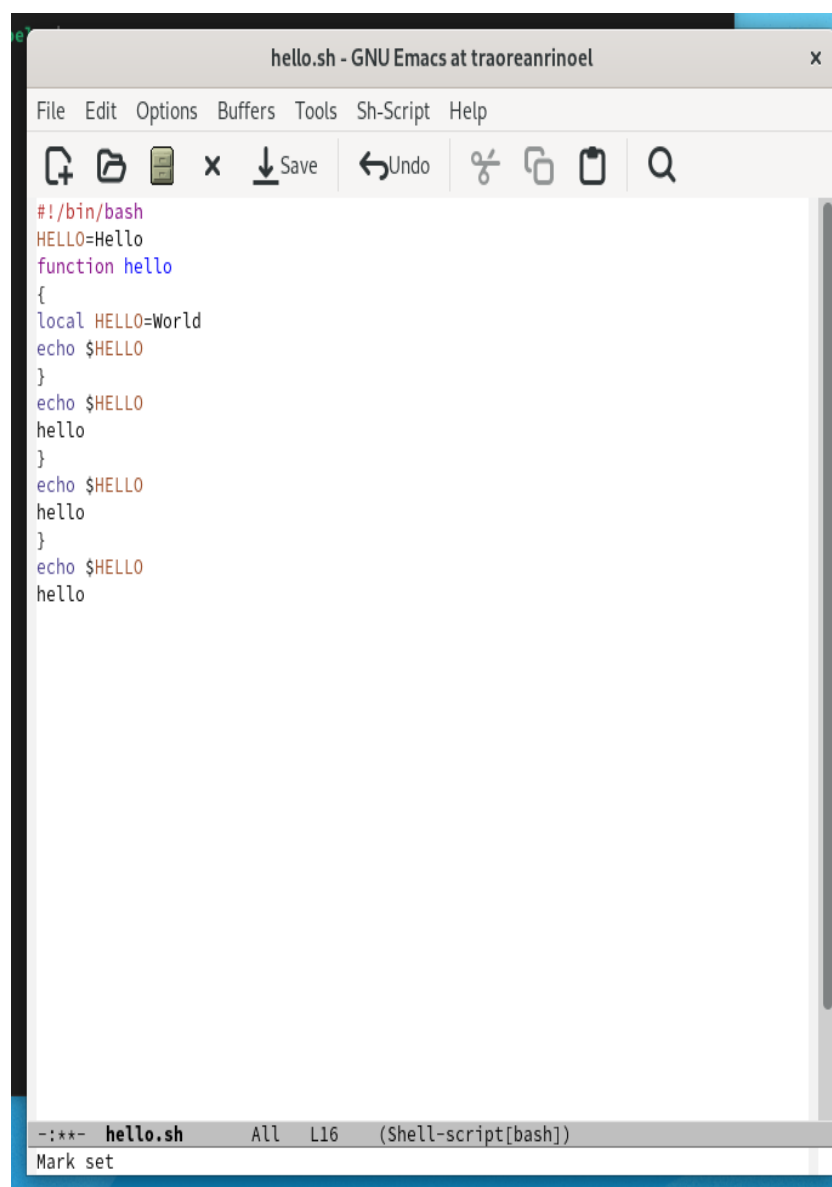 hello.sh - GNU Emacs at traoreanrinoel x
File Edit Options Buffers Tools Sh-Script Help
Save Undo
#!/bin/bash
HELLO=Hello
function hello
{
local HELLO=World
echo $HELLO
}
echo $HELLO
hello
}
echo $HELLO
hello
}
echo $HELLO
hello
-:**- hello.sh All L16 (Shell-script[bash])
Mark set